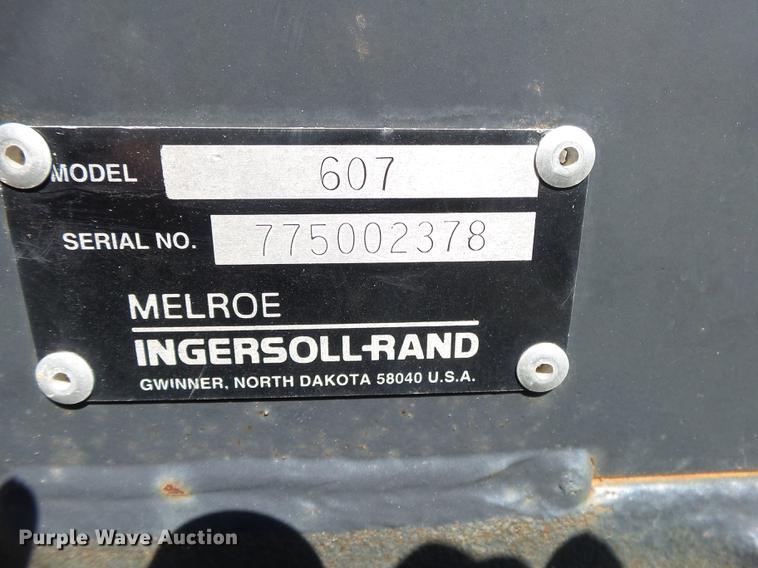 MODEL 607
SERIAL NO. 775002378
MELROE
INGERSOLL-RAND
GWINNER, NORTH DAKOTA 58040 U.S.A.
Purple Wave Auction